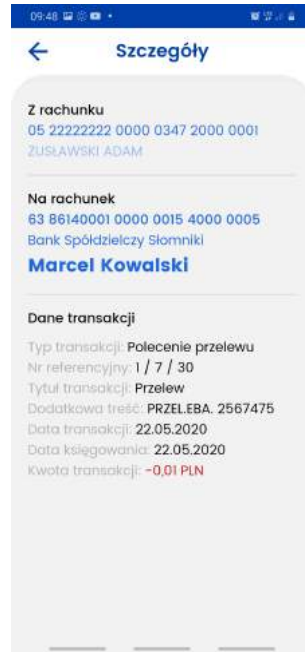 09:48
Szczegóły
Z rachunku
05 22222222 0000 0347 2000 0001
ZUSŁAWSKI ADAM
Na rachunek
63 86140001 0000 0015 4000 0005
Bank Spółdzielczy Słomniki
Marcel Kowalski
Dane transakcji
Typ transakcji: Polecenie przelewu
Nr referencyjny: 1 / 7 / 30
Tytuł transakcji: Przelew
Dodatkowa treść: PRZEL.EBA. 2567475
Data transakcji: 22.05.2020
Data księgowania: 22.05.2020
Kwota transakcji: -0,01 PLN